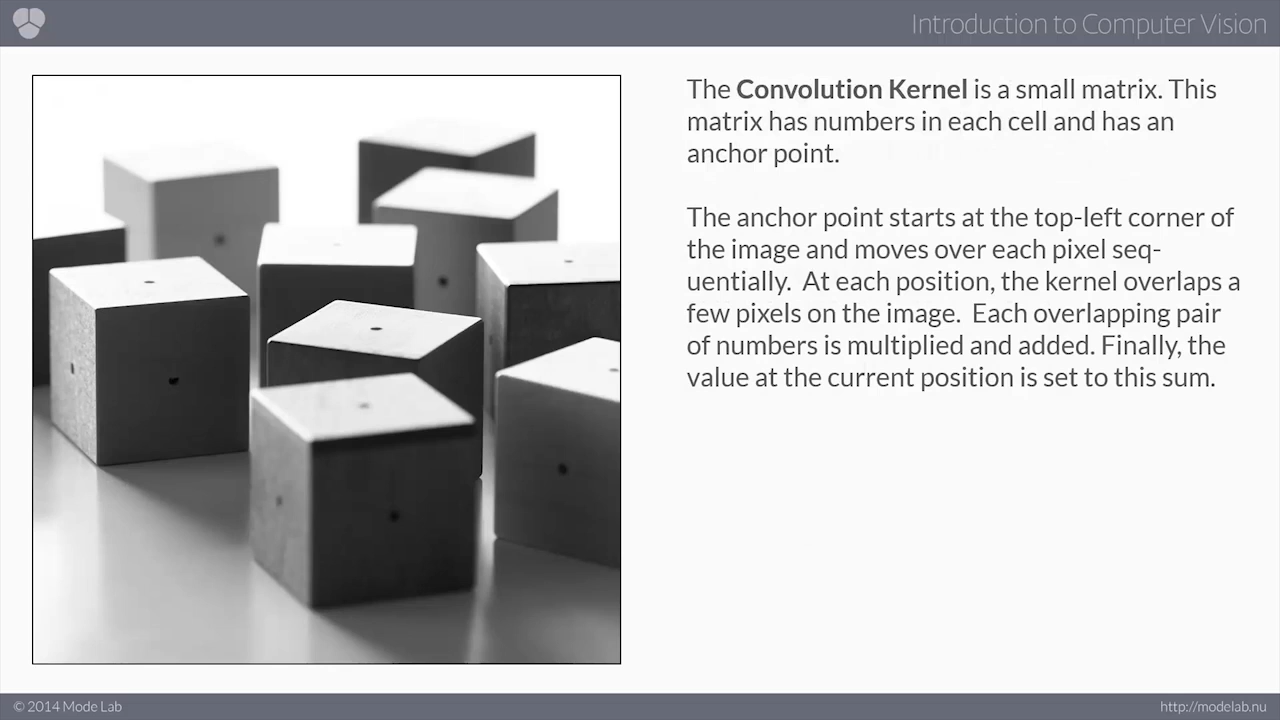 Introduction to Computer Vision
The Convolution Kernel is a small matrix. This
matrix has numbers in each cell and has an
anchor point.
The anchor point starts at the top-left corner of
the image and moves over each pixel seq-
uentially.  At each position, the kernel overlaps a
few pixels on the image.  Each overlapping pair
of numbers is multiplied and added. Finally, the
value at the current position is set to this sum.
© 2014 Mode Lab
http://modelab.nu